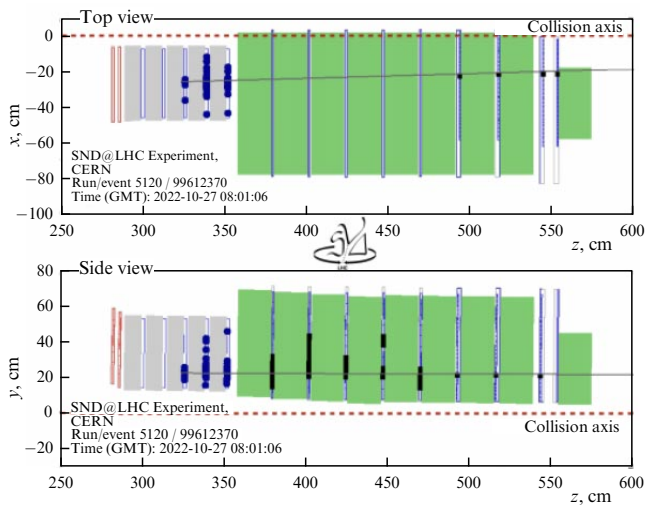 Top view
Collision axis
0
−20
−40
−60
−80
−100
x, cm
SND@LHC Experiment,
CERN
Run/event 5120 / 99612370
Time (GMT): 2022-10-27 08:01:06
250 300 350 400 450 500 550 600
z, cm
LHC
Side view
80
60
40
20
0
−20
y, cm
SND@LHC Experiment,
CERN
Run/event 5120 / 99612370
Time (GMT): 2022-10-27 08:01:06
Collision axis
250 300 350 400 450 500 550 600
z, cm